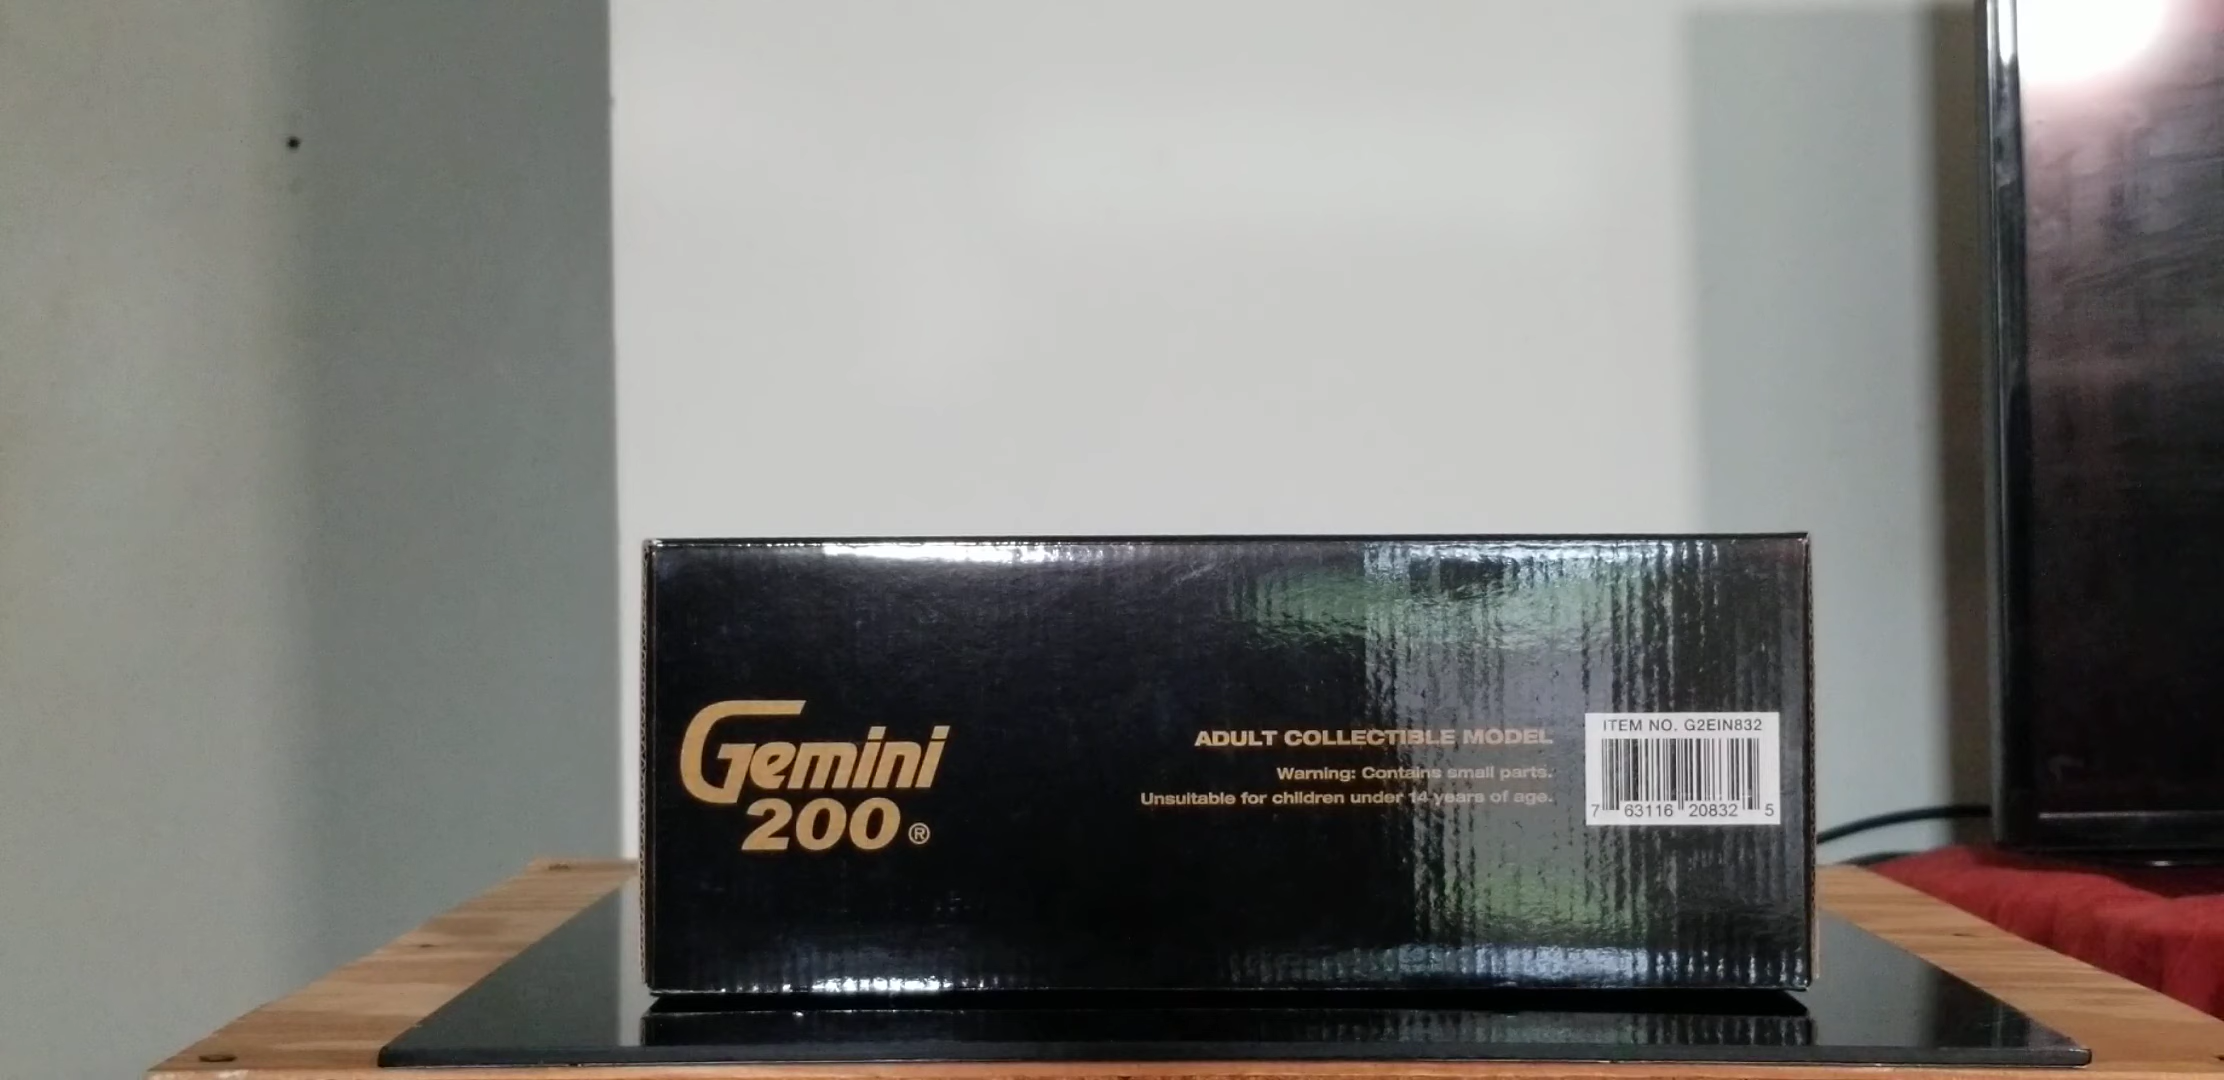 Gemini
200®
ADULT COLLECTIBLE MODEL
Warning: Contains small parts.
Unsuitable for children under 14 years of age.
ITEM NO. G2EIN832
7 63116 20832 5